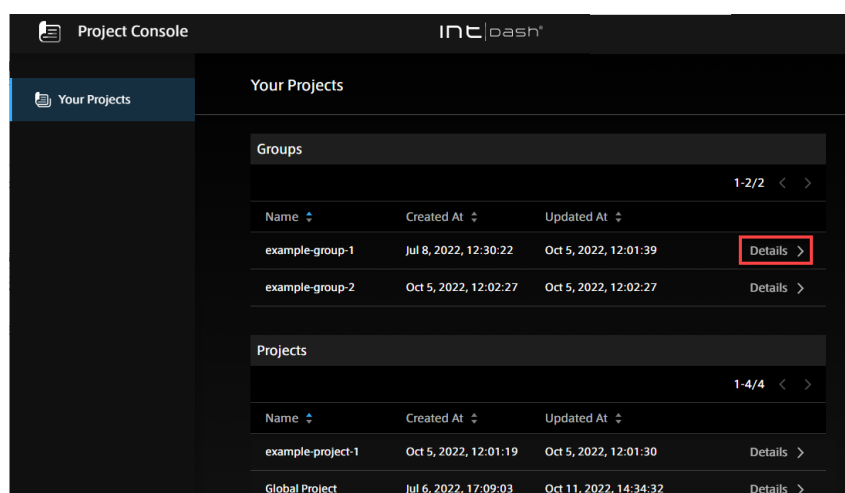 Project Console
intdash®
Your Projects
Your Projects
Groups
1-2/2
Name Created At Updated At
example-group-1 Jul 8, 2022, 12:30:22 Oct 5, 2022, 12:01:39 Details
example-group-2 Oct 5, 2022, 12:02:27 Oct 5, 2022, 12:02:27 Details
Projects
1-4/4
Name Created At Updated At
example-project-1 Oct 5, 2022, 12:01:19 Oct 5, 2022, 12:01:30 Details
Global Project Jul 6, 2022, 17:09:03 Oct 11, 2022, 14:34:32 Details